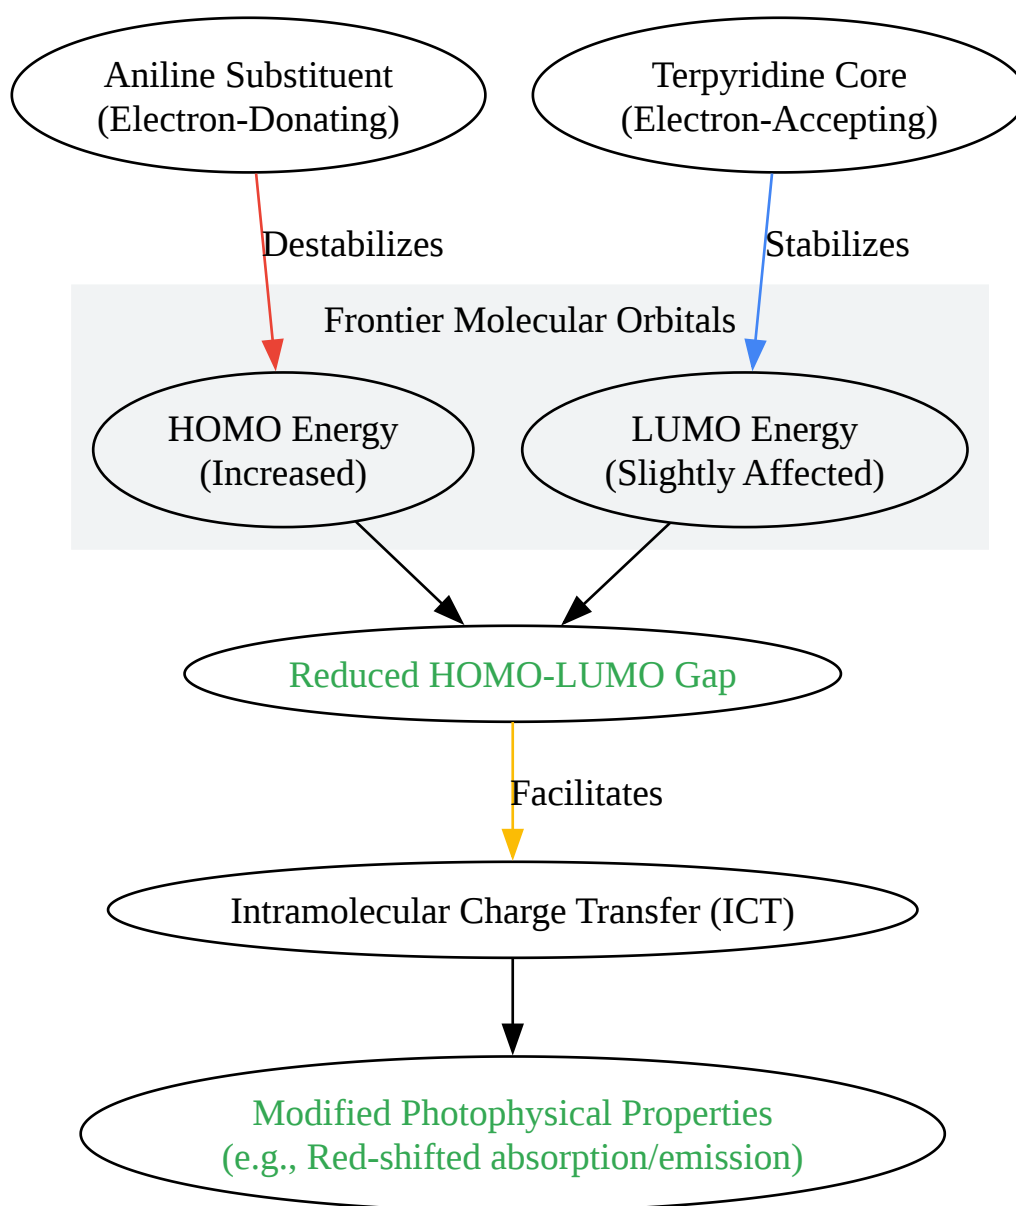 Aniline Substituent
(Electron-Donating)
Terpyridine Core
(Electron-Accepting)
Destabilizes
Stabilizes
Frontier Molecular Orbitals
HOMO Energy
(Increased)
LUMO Energy
(Slightly Affected)
Reduced HOMO-LUMO Gap
Facilitates
Intramolecular Charge Transfer (ICT)
Modified Photophysical Properties
(e.g., Red-shifted absorption/emission)